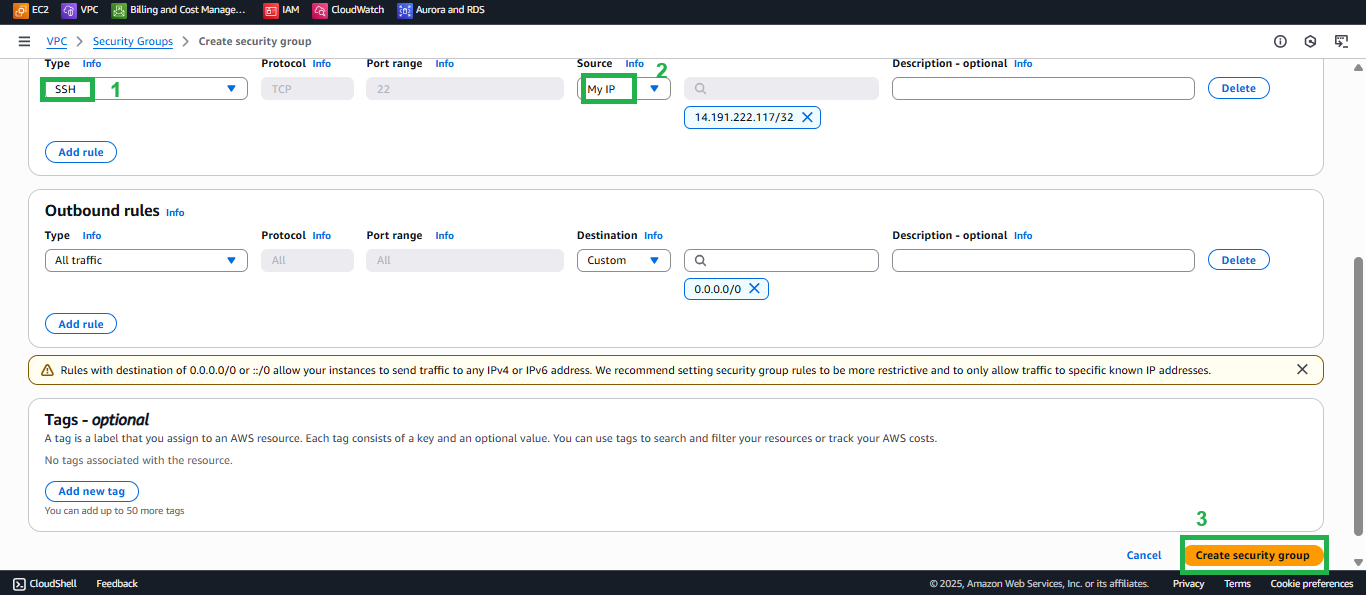 EC2 VPC Billing and Cost Manage... IAM CloudWatch Aurora and RDS
VPC > Security Groups > Create security group
Type Info Protocol Info Port range Info Source Info 2 Description - optional Info
SSH 1 TCP 22 My IP Delete
14.191.222.117/32
Add rule
Outbound rules Info
Type Info Protocol Info Port range Info Destination Info Description - optional Info
All traffic All All Custom Delete
0.0.0.0/0
Add rule
Rules with destination of 0.0.0.0/0 or ::/0 allow your instances to send traffic to any IPv4 or IPv6 address. We recommend setting security group rules to be more restrictive and to only allow traffic to specific known IP addresses.
Tags - optional
A tag is a label that you assign to an AWS resource. Each tag consists of a key and an optional value. You can use tags to search and filter your resources or track your AWS costs.
No tags associated with the resource.
Add new tag
You can add up to 50 more tags
3
Cancel Create security group
CloudShell Feedback © 2025, Amazon Web Services, Inc. or its affiliates. Privacy Terms Cookie preferences